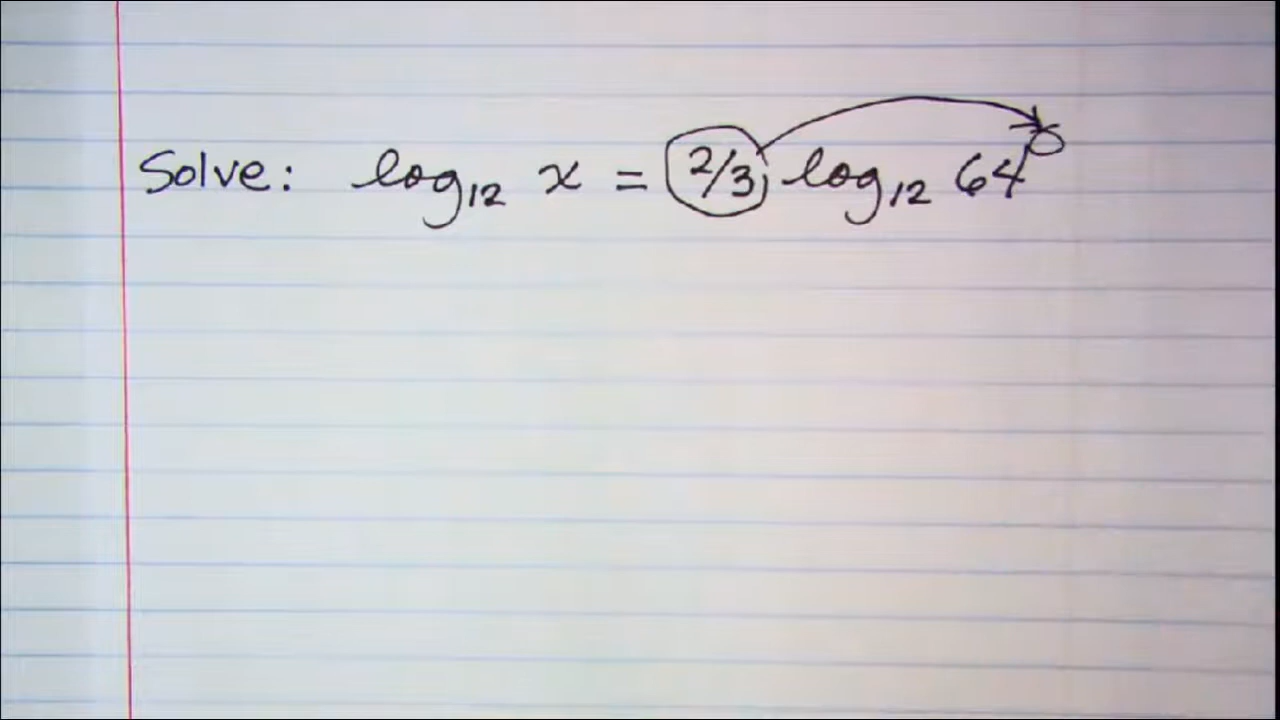 Solve: log₁₂ x = 2/3 log₁₂ 64